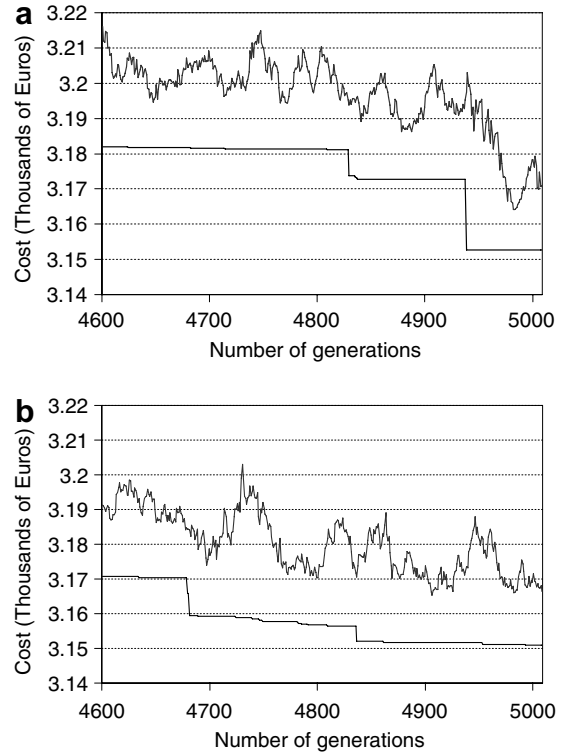 a
Cost (Thousands of Euros)
3.22
3.21
3.2
3.19
3.18
3.17
3.16
3.15
3.14
4600 4700 4800 4900 5000
Number of generations
b
Cost (Thousands of Euros)
3.22
3.21
3.2
3.19
3.18
3.17
3.16
3.15
3.14
4600 4700 4800 4900 5000
Number of generations